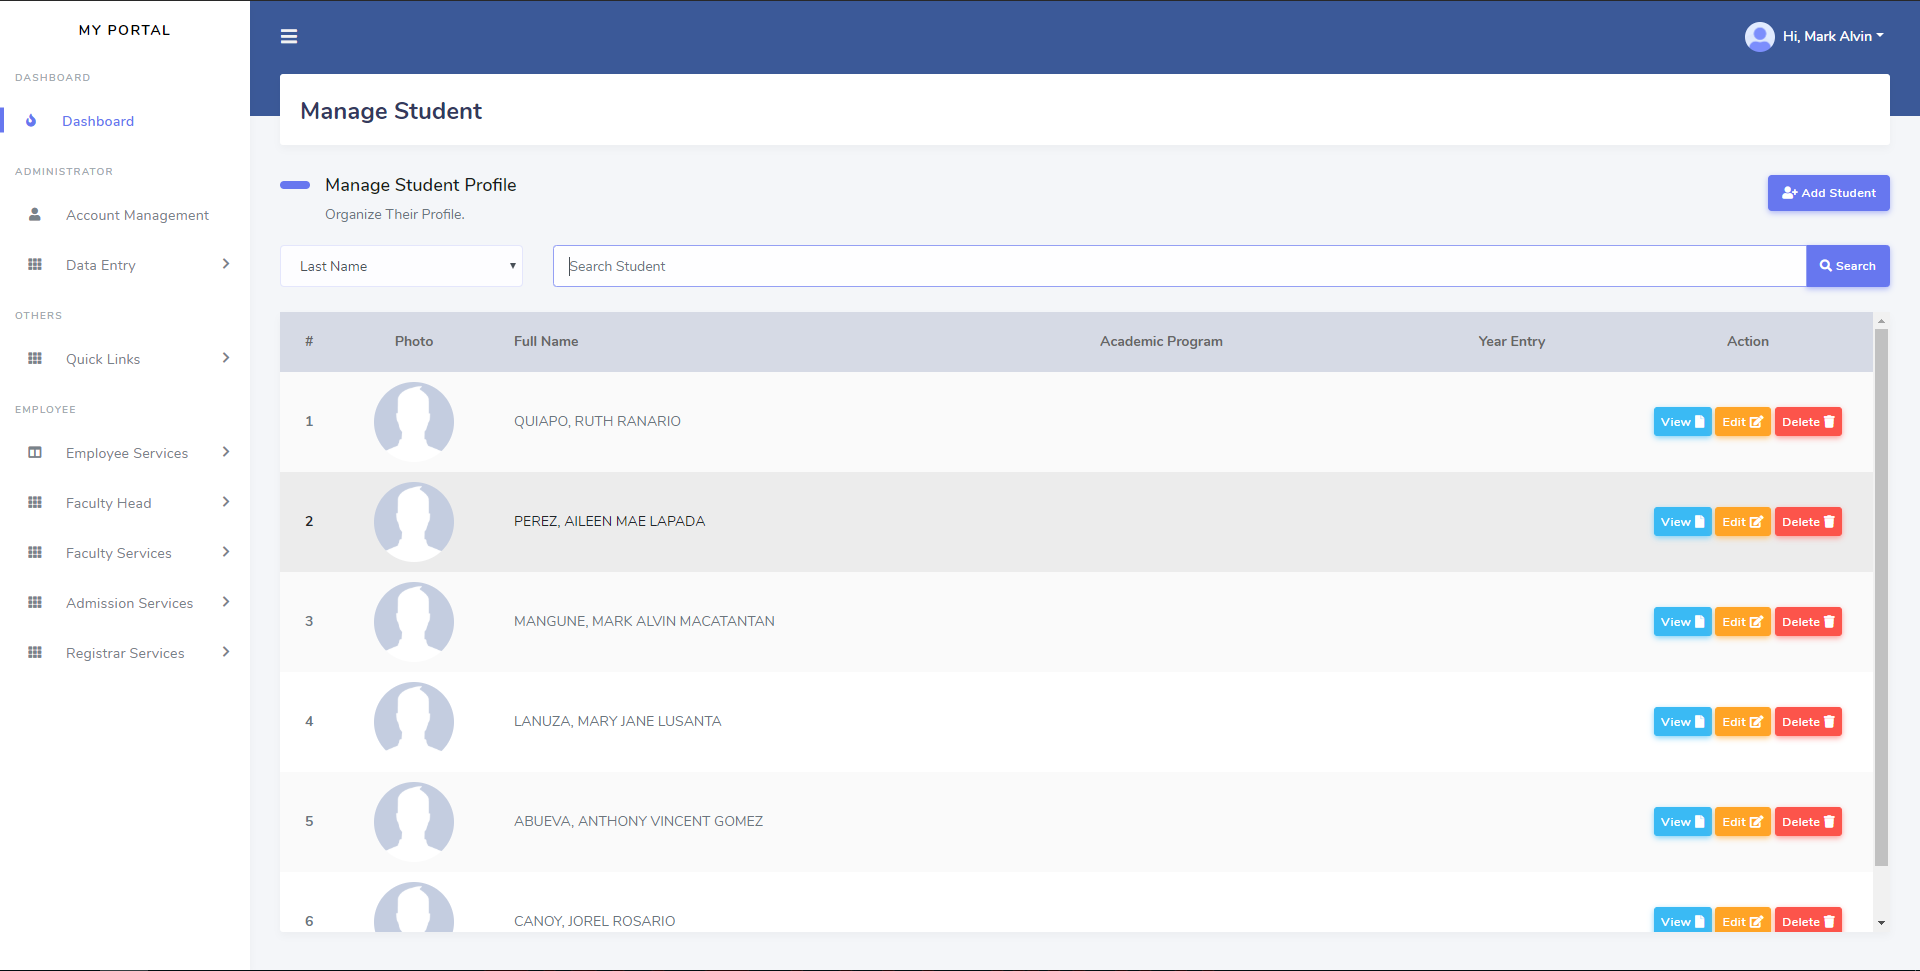 MY PORTAL
Hi, Mark Alvin
DASHBOARD
Dashboard
ADMINISTRATOR
Account Management
Data Entry
OTHERS
Quick Links
EMPLOYEE
Employee Services
Faculty Head
Faculty Services
Admission Services
Registrar Services
Manage Student
Manage Student Profile
Organize Their Profile.
Add Student
Last Name
Search Student
Search
# Photo Full Name Academic Program Year Entry Action
1 QUIAPO, RUTH RANARIO View Edit Delete
2 PEREZ, AILEEN MAE LAPADA View Edit Delete
3 MANGUNE, MARK ALVIN MACATANTAN View Edit Delete
4 LANUZA, MARY JANE LUSANTA View Edit Delete
5 ABUEVA, ANTHONY VINCENT GOMEZ View Edit Delete
6 CANOY, JOREL ROSARIO View Edit Delete